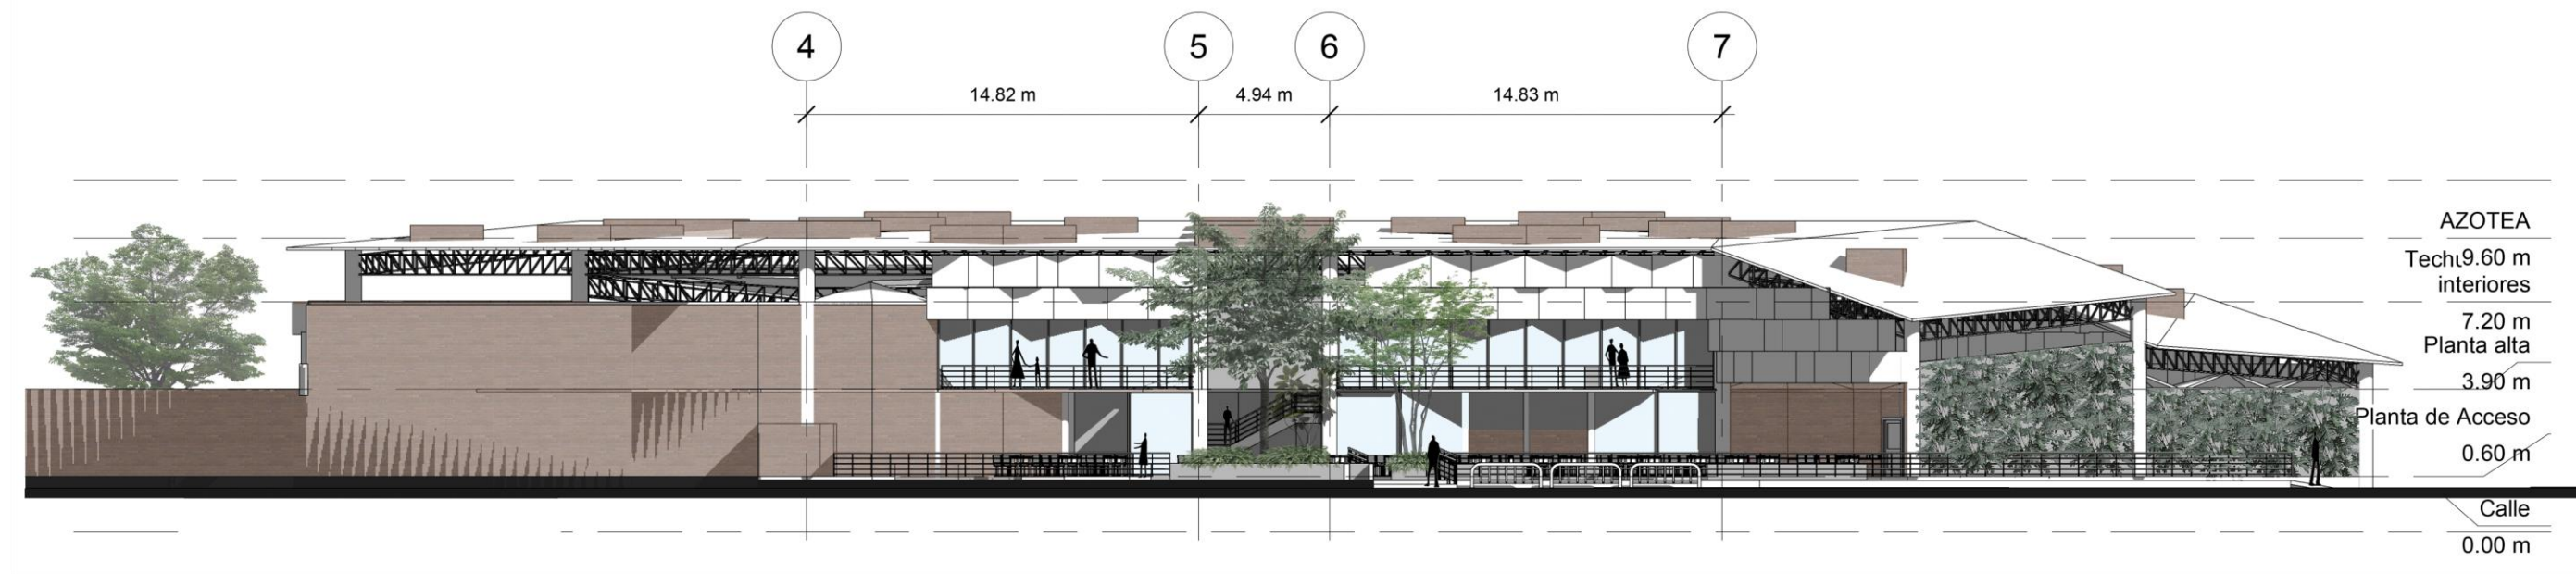 4
5
6
7
14.82 m
4.94 m
14.83 m
AZOTEA
9.60 m
interiores
7.20 m
Planta alta
3.90 m
Planta de Acceso
0.60 m
Calle
0.00 m